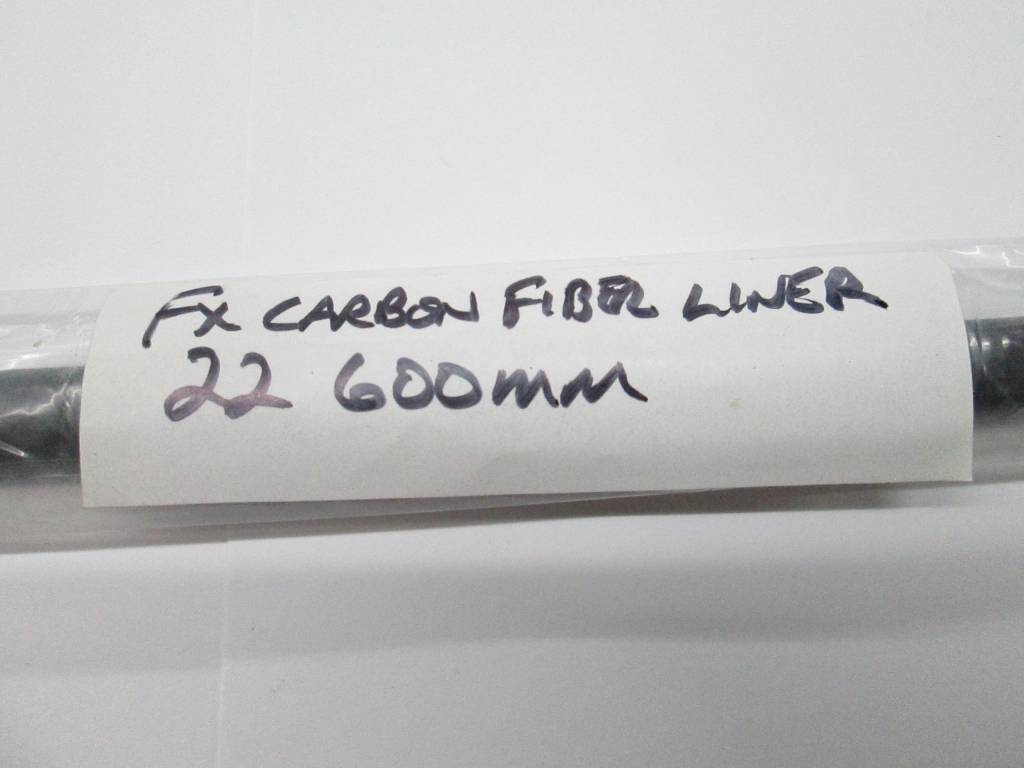 FX CARBON FIBER LINER
22 600mm